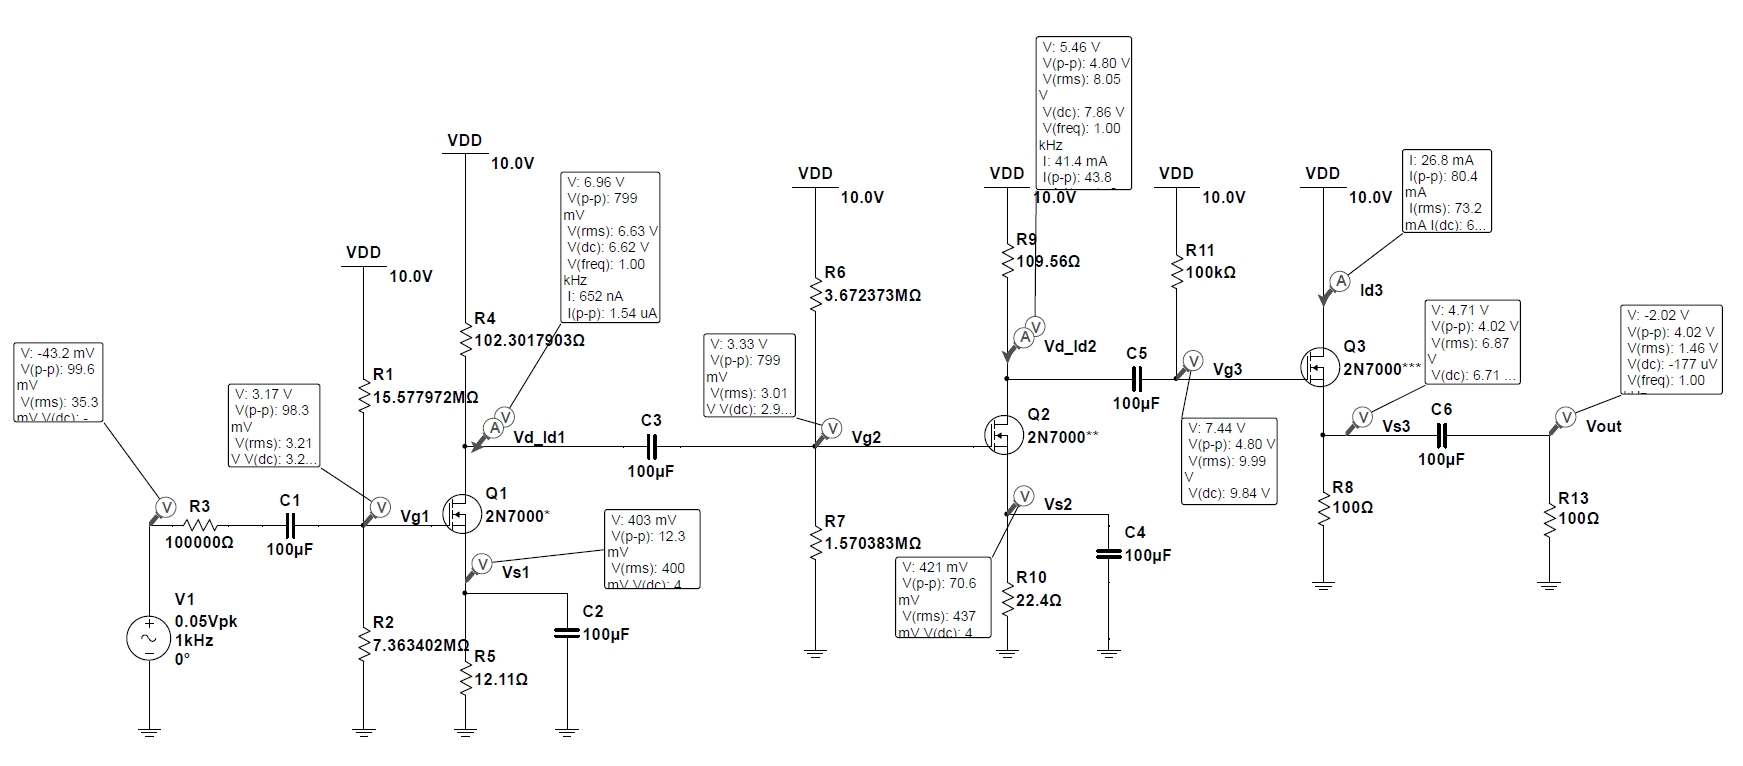 V: 5.46 V
V(p-p): 4.80 V
V(rms): 8.05
V
V(dc): 7.86 V
V(freq): 1.00
kHz
I: 41.4 mA
I(p-p): 43.8
VDD
10.0V
V: 6.96 V
V(p-p): 799
mV
V(rms): 6.63 V
V(dc): 6.62 V
V(freq): 1.00
kHz
I: 652 nA
I(p-p): 1.54 uA
VDD
10.0V
VDD
10.0V
VDD
10.0V
VDD
10.0V
I: 26.8 mA
I(p-p): 80.4
mA
I(rms): 73.2
mA I(dc): 6...
VDD
10.0V
R9
109.56Ω
R11
100kΩ
R6
3.672373MΩ
A
Id3
R4
102.3017903Ω
V: 3.33 V
V(p-p): 799
mV
V(rms): 3.01
V V(dc): 2.9...
A
V
Vd_Id2
V: 4.71 V
V(p-p): 4.02 V
V(rms): 6.87
V
V(dc): 6.71 ...
V: -2.02 V
V(p-p): 4.02 V
V(rms): 1.46 V
V(dc): -177 uV
V(freq): 1.00
V: -43.2 mV
V(p-p): 99.6
mV
V(rms): 35.3
mV V(dc): -
R1
15.577972MΩ
V: 3.17 V
V(p-p): 98.3
mV
V(rms): 3.21
V V(dc): 3.2...
C5
100µF
V
Vg3
Q3
2N7000***
A
V
Vd_Id1
C3
100µF
V
Vg2
Q2
2N7000**
V: 7.44 V
V(p-p): 4.80 V
V(rms): 9.99
V
V(dc): 9.84 V
V
Vs3
C6
100µF
V
Vout
V
R3
100000Ω
C1
100µF
V
Vg1
Q1
2N7000*
V: 403 mV
V(p-p): 12.3
mV
V(rms): 400
mV V(dc): 4
R7
1.570383MΩ
V
Vs2
R8
100Ω
R13
100Ω
V
Vs1
V: 421 mV
V(p-p): 70.6
mV
V(rms): 437
mV V(dc): 4
C4
100µF
R10
22.4Ω
V1
0.05Vpk
1kHz
0°
R2
7.363402MΩ
C2
100µF
R5
12.11Ω